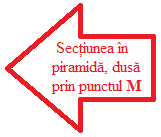 Secțiunea în
piramidă, dusă
prin punctul M